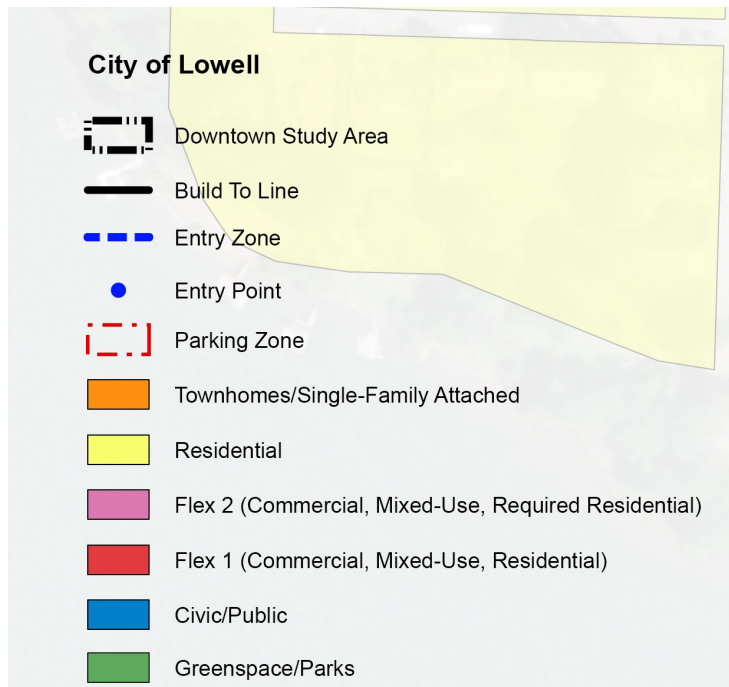 City of Lowell
Downtown Study Area
Build To Line
Entry Zone
Entry Point
Parking Zone
Townhomes/Single-Family Attached
Residential
Flex 2 (Commercial, Mixed-Use, Required Residential)
Flex 1 (Commercial, Mixed-Use, Residential)
Civic/Public
Greenspace/Parks